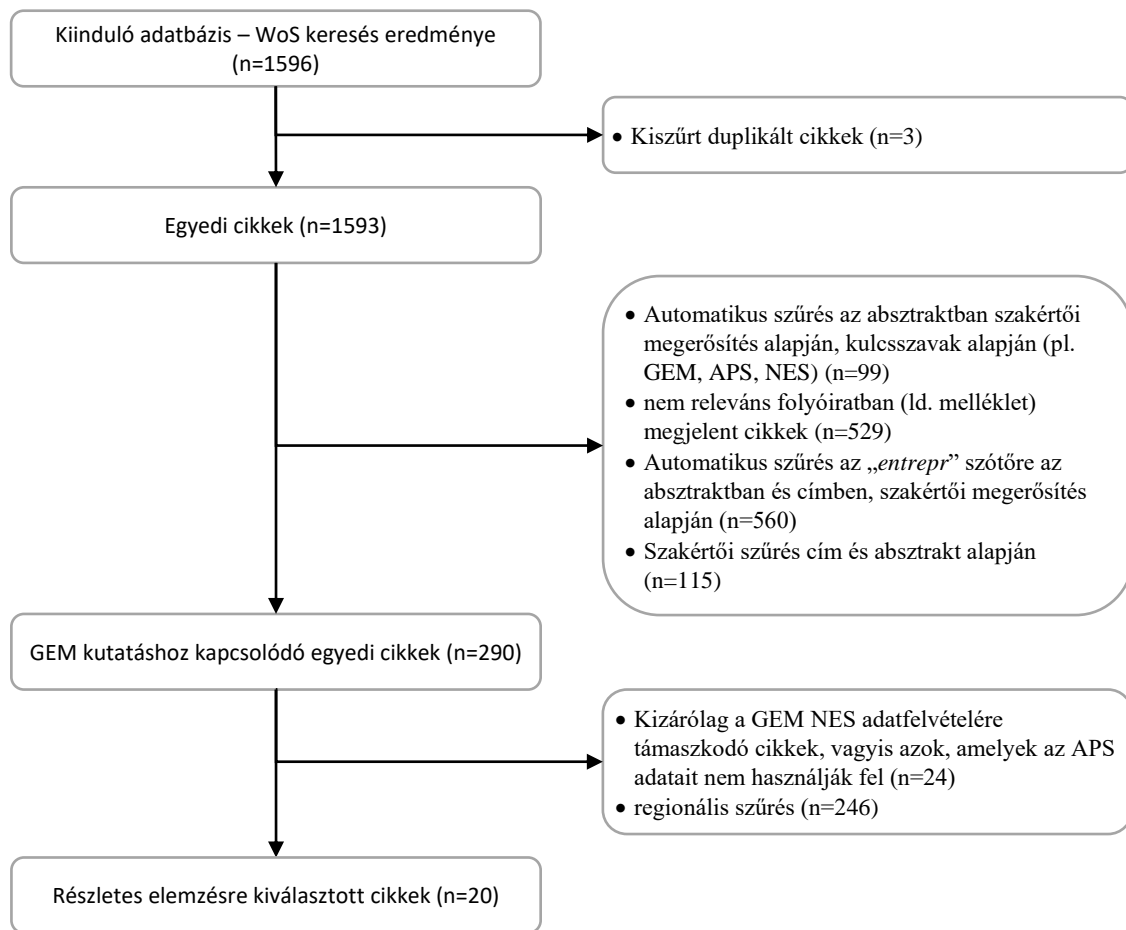 Kiinduló adatbázis – WoS keresés eredménye
(n=1596)
• Kiszűrt duplikált cikkek (n=3)
Egyedi cikkek (n=1593)
• Automatikus szűrés az absztraktban szakértői
megerősítés alapján, kulcsszavak alapján (pl.
GEM, APS, NES) (n=99)
• nem releváns folyóiratban (ld. melléklet)
megjelent cikkek (n=529)
• Automatikus szűrés az „entrepr” szótőre az
absztraktban és címben, szakértői megerősítés
alapján (n=560)
• Szakértői szűrés cím és absztrakt alapján
(n=115)
GEM kutatáshoz kapcsolódó egyedi cikkek (n=290)
• Kizárólag a GEM NES adatfelvételére
támaszkodó cikkek, vagyis azok, amelyek az APS
adatait nem használják fel (n=24)
• regionális szűrés (n=246)
Részletes elemzésre kiválasztott cikkek (n=20)